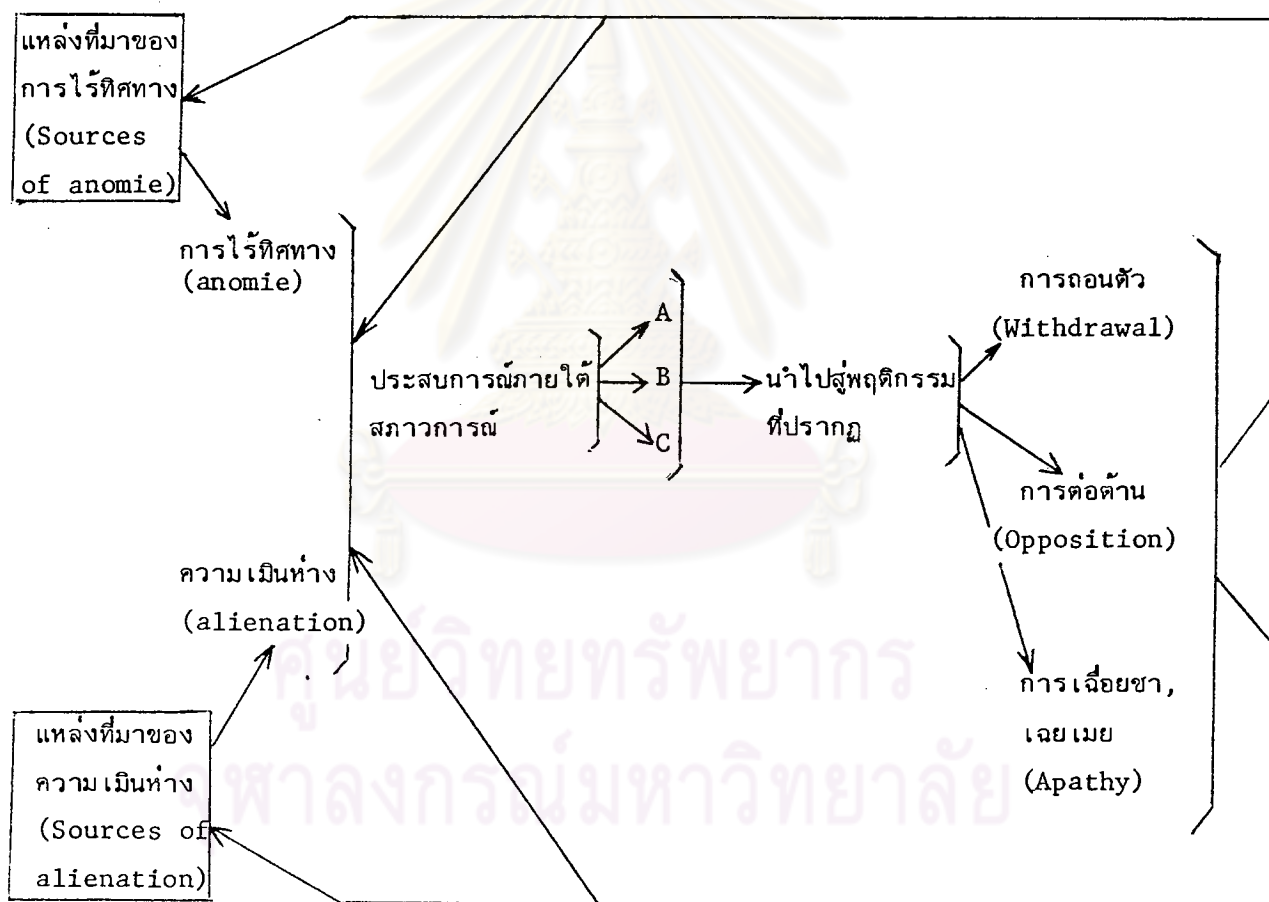 แหล่งที่มาของ
การไร้ทิศทาง
(Sources
of anomie)
การไร้ทิศทาง
(anomie)
ประสบการณ์ภายใต้
สภาวการณ์
A
B
C
นำไปสู่พฤติกรรม
ที่ปรากฏ
การถอนตัว
(Withdrawal)
การต่อต้าน
(Opposition)
การเฉื่อยชา,
เฉยเมย
(Apathy)
ความเมินห่าง
(alienation)
แหล่งที่มาของ
ความเมินห่าง
(Sources of
alienation)
ศูนย์วิทยทรัพยากร
จุฬาลงกรณ์มหาวิทยาลัย